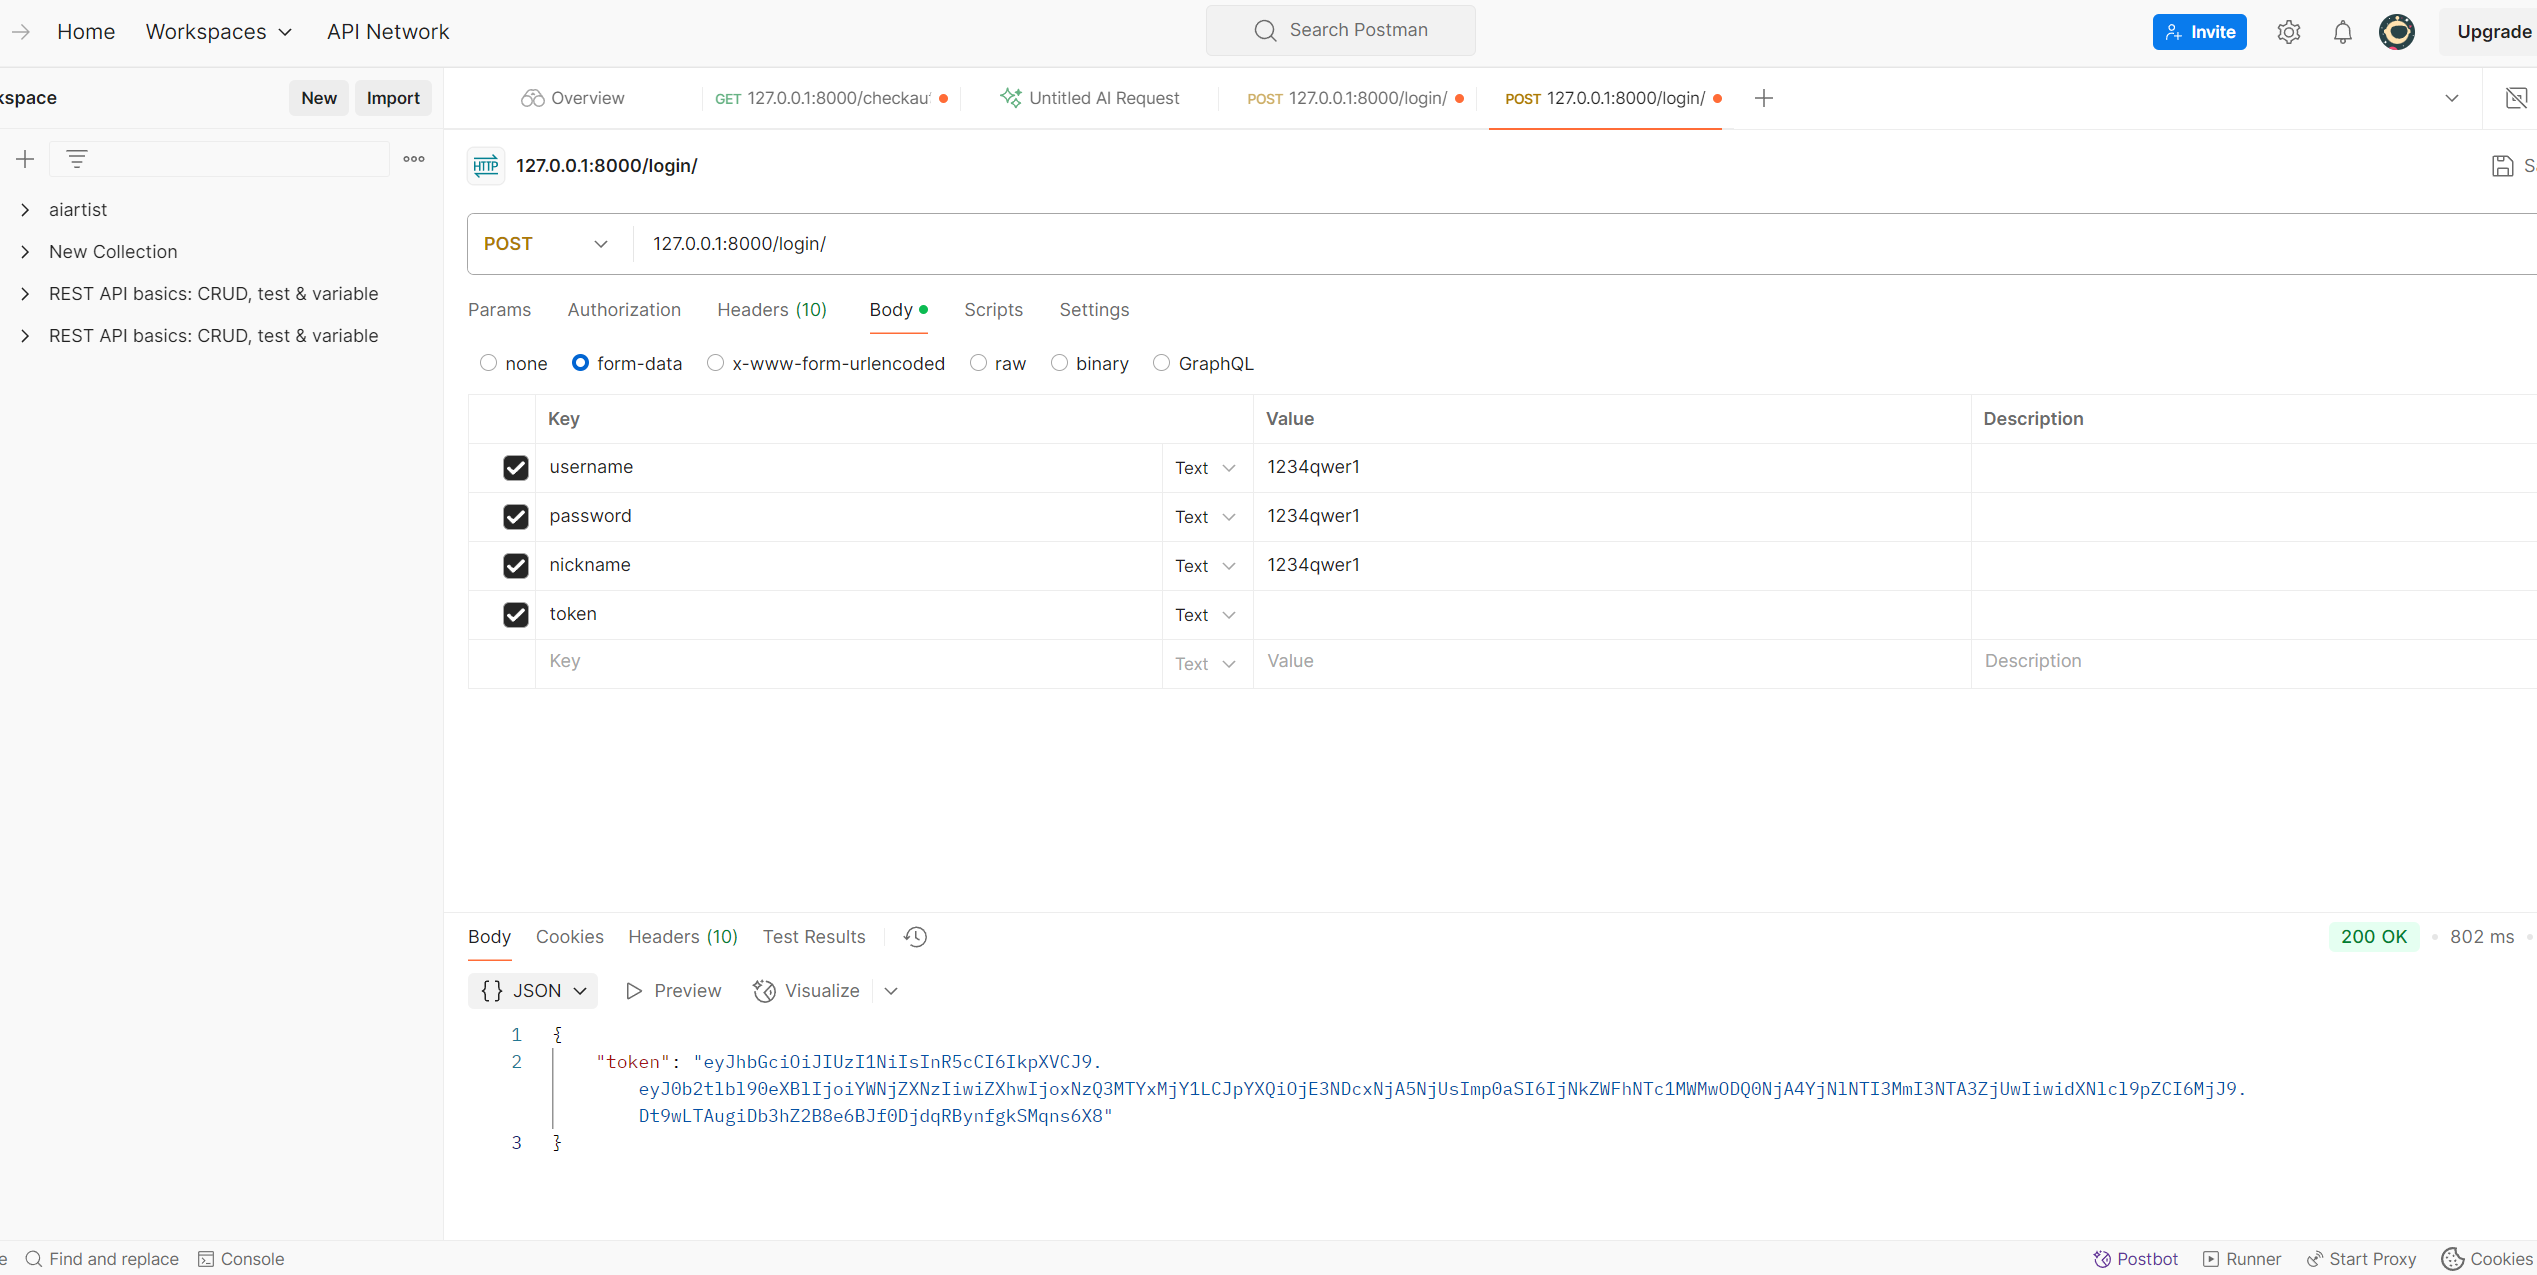 Home Workspaces API Network Search Postman Invite Upgrade
kspace New Import Overview GET 127.0.0.1:8000/checkau Untitled AI Request POST 127.0.0.1:8000/login/ POST 127.0.0.1:8000/login/
HTTP 127.0.0.1:8000/login/
aiartist
New Collection
REST API basics: CRUD, test & variable
REST API basics: CRUD, test & variable
POST 127.0.0.1:8000/login/
Params Authorization Headers (10) Body Scripts Settings
none form-data x-www-form-urlencoded raw binary GraphQL
Key Value Description
username Text 1234qwer1
password Text 1234qwer1
nickname Text 1234qwer1
token Text
Key Text Value Description
Body Cookies Headers (10) Test Results 200 OK 802 ms
{} JSON Preview Visualize
1 {
2 "token": "eyJhbGciOiJIUzI1NiIsInR5cCI6IkpXVCJ9.
eyJ0b2tlbl90eXBlIjoiYWNjZXNzIiwiZXhwIjoxNzQ3MTYxMjY1LCJpYXQiOjE3NDcxNjA5NjUsImp0aSI6IjNkZWFhNTc1MWMwODQ0NjA4YjNlNTI3MmI3NTA3ZjUwIiwidXNlcl9pZCI6MjJ9.
Dt9wLTAugiDb3hZ2B8e6BJf0DjdqRBynfgkSMqns6X8"
3 }
Find and replace Console Postbot Runner Start Proxy Cookies